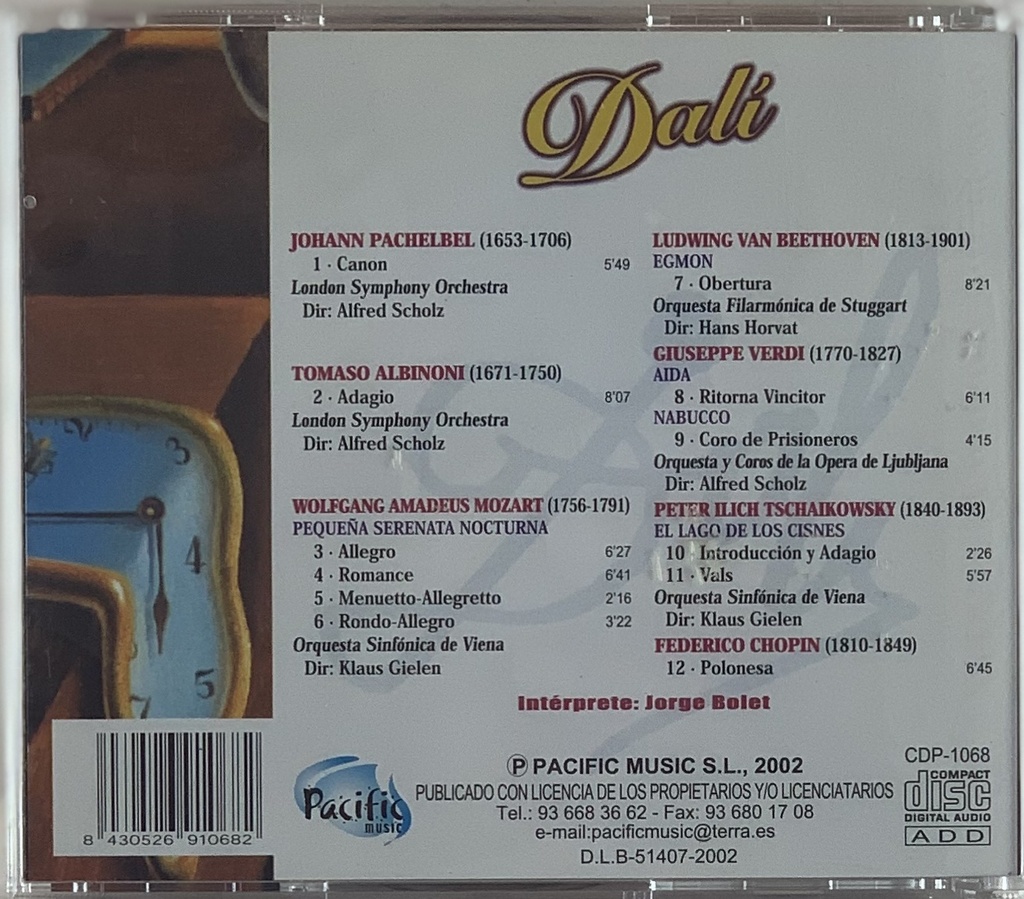 Dalí
JOHANN PACHELBEL (1653-1706)
1 · Canon 5'49
London Symphony Orchestra
Dir: Alfred Scholz
TOMASO ALBINONI (1671-1750)
2 · Adagio 8'07
London Symphony Orchestra
Dir: Alfred Scholz
WOLFGANG AMADEUS MOZART (1756-1791)
PEQUEÑA SERENATA NOCTURNA
3 · Allegro 6'27
4 · Romance 6'41
5 · Menuetto-Allegretto 2'16
6 · Rondo-Allegro 3'22
Orquesta Sinfónica de Viena
Dir: Klaus Gielen
LUDWING VAN BEETHOVEN (1813-1901)
EGMON
7 · Obertura 8'21
Orquesta Filarmónica de Stuggart
Dir: Hans Horvat
GIUSEPPE VERDI (1770-1827)
AIDA
8 · Ritorna Vincitor 6'11
NABUCCO
9 · Coro de Prisioneros 4'15
Orquesta y Coros de la Opera de Ljubljana
Dir: Alfred Scholz
PETER ILICH TSCHAIKOWSKY (1840-1893)
EL LAGO DE LOS CISNES
10 · Introducción y Adagio 2'26
11 · Vals 5'57
Orquesta Sinfónica de Viena
Dir: Klaus Gielen
FEDERICO CHOPIN (1810-1849)
12 · Polonesa 6'45
Intérprete: Jorge Bolet
3
4
5
7
8 430526 910682
Pacific
music
℗ PACIFIC MUSIC S.L., 2002
PUBLICADO CON LICENCIA DE LOS PROPIETARIOS Y/O LICENCIATARIOS
Tel.: 93 668 36 62 - Fax: 93 680 17 08
e-mail:pacificmusic@terra.es
D.L.B-51407-2002
CDP-1068
COMPACT
disc
DIGITAL AUDIO
ADD